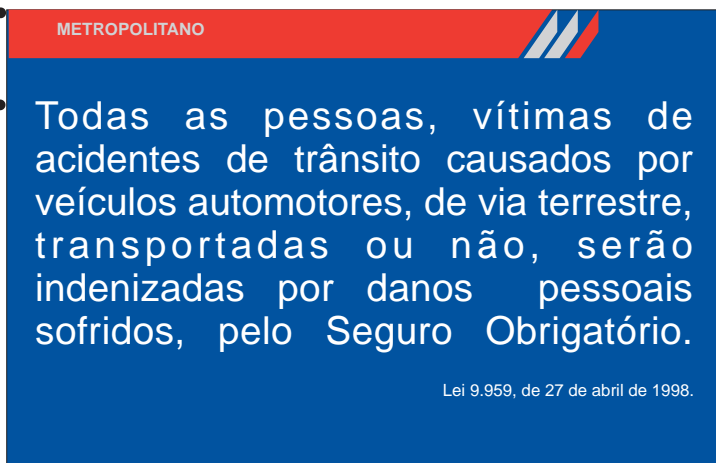 METROPOLITANO
Todas as pessoas, vítimas de
acidentes de trânsito causados por
veículos automotores, de via terrestre,
transportadas ou não, serão
indenizadas por danos pessoais
sofridos, pelo Seguro Obrigatório.
Lei 9.959, de 27 de abril de 1998.